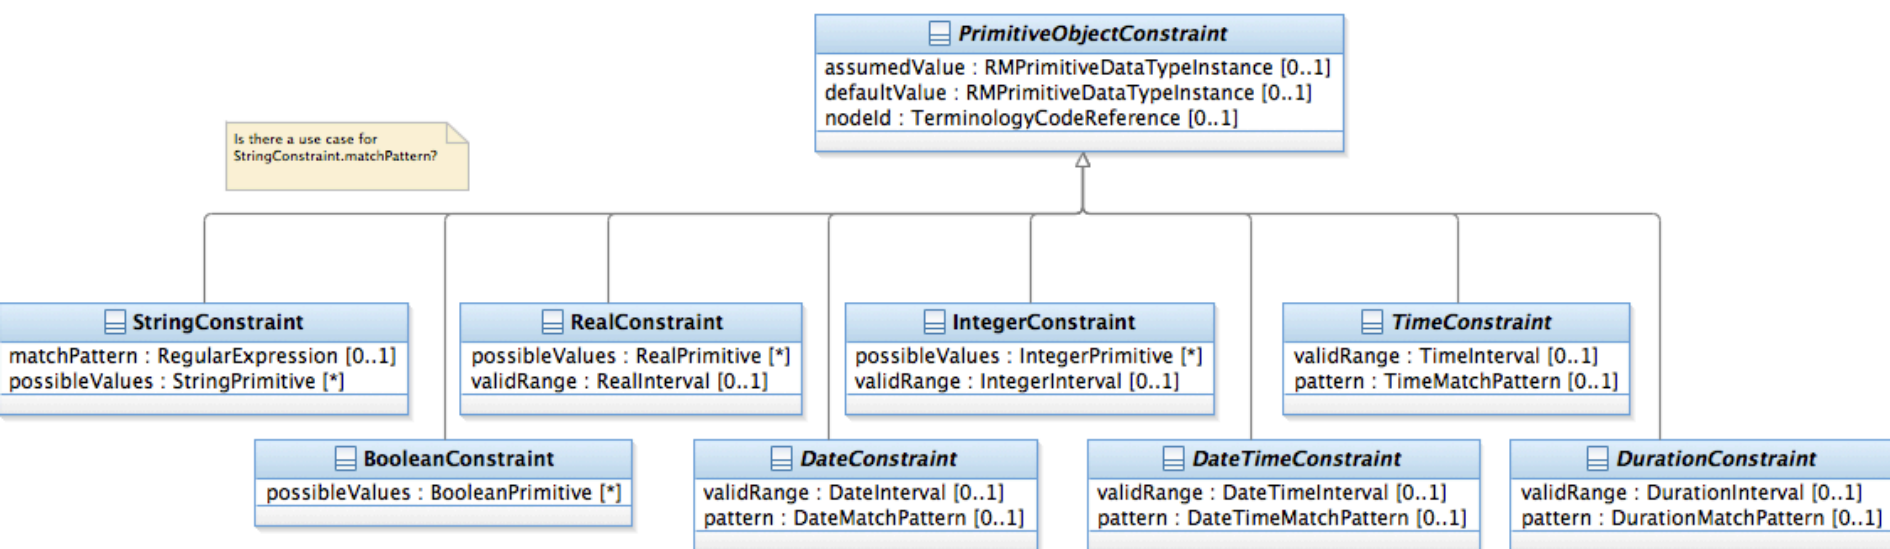 PrimitiveObjectConstraint
assumedValue : RMPrimitiveDataTypeInstance [0..1]
defaultValue : RMPrimitiveDataTypeInstance [0..1]
nodeId : TerminologyCodeReference [0..1]
Is there a use case for
StringConstraint.matchPattern?
StringConstraint
matchPattern : RegularExpression [0..1]
possibleValues : StringPrimitive [*]
RealConstraint
possibleValues : RealPrimitive [*]
validRange : RealInterval [0..1]
IntegerConstraint
possibleValues : IntegerPrimitive [*]
validRange : IntegerInterval [0..1]
TimeConstraint
validRange : TimeInterval [0..1]
pattern : TimeMatchPattern [0..1]
BooleanConstraint
possibleValues : BooleanPrimitive [*]
DateConstraint
validRange : DateInterval [0..1]
pattern : DateMatchPattern [0..1]
DateTimeConstraint
validRange : DateTimeInterval [0..1]
pattern : DateTimeMatchPattern [0..1]
DurationConstraint
validRange : DurationInterval [0..1]
pattern : DurationMatchPattern [0..1]